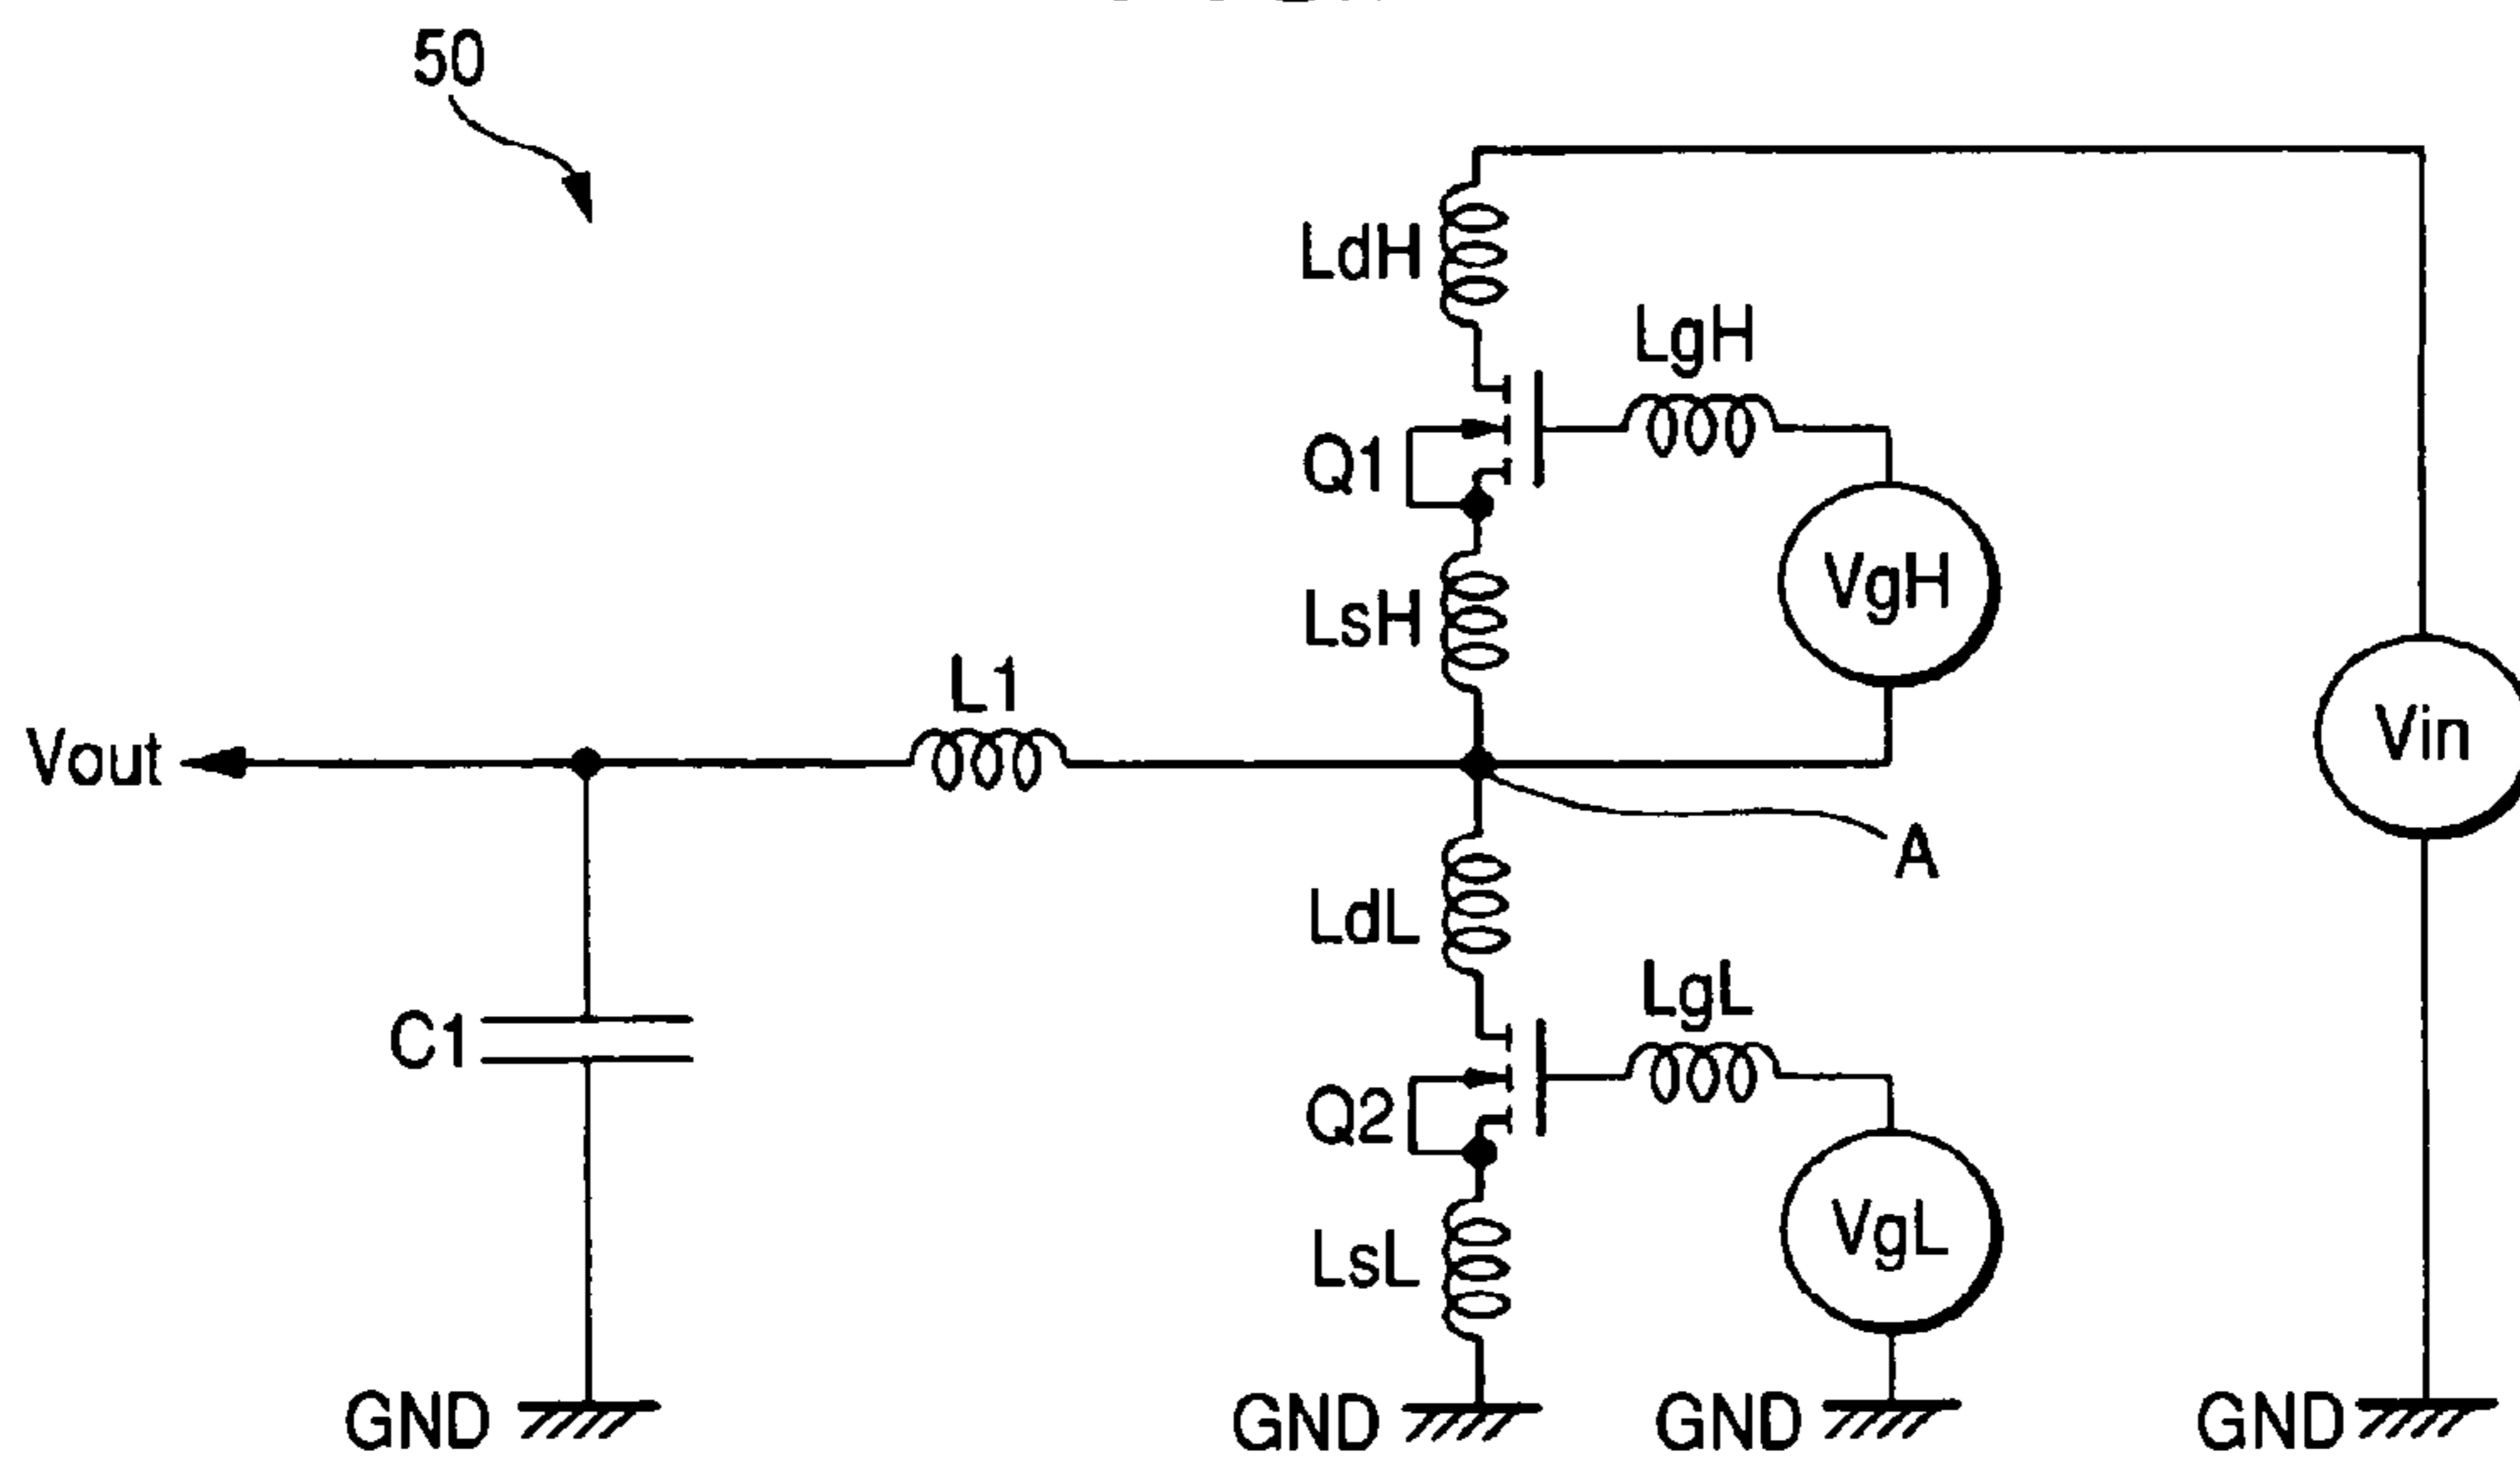 50
LdH
LgH
Q1
VgH
LsH
L1
Vin
Vout
A
LdL
LgL
C1
Q2
VgL
LsL
GND
GND
GND
GND